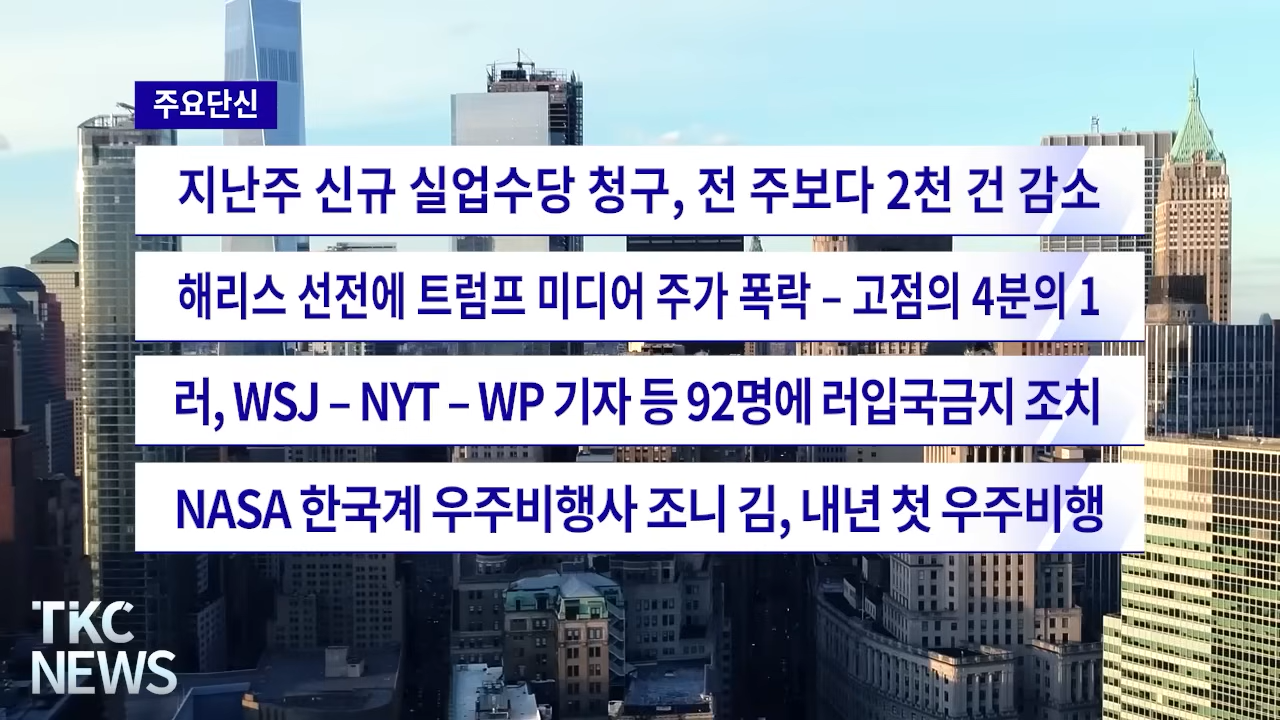 주요단신
지난주 신규 실업수당 청구, 전 주보다 2천 건 감소
해리스 선전에 트럼프 미디어 주가 폭락 – 고점의 4분의 1
러, WSJ – NYT – WP 기자 등 92명에 러입국금지 조치
NASA 한국계 우주비행사 조니 김, 내년 첫 우주비행
TKC
NEWS